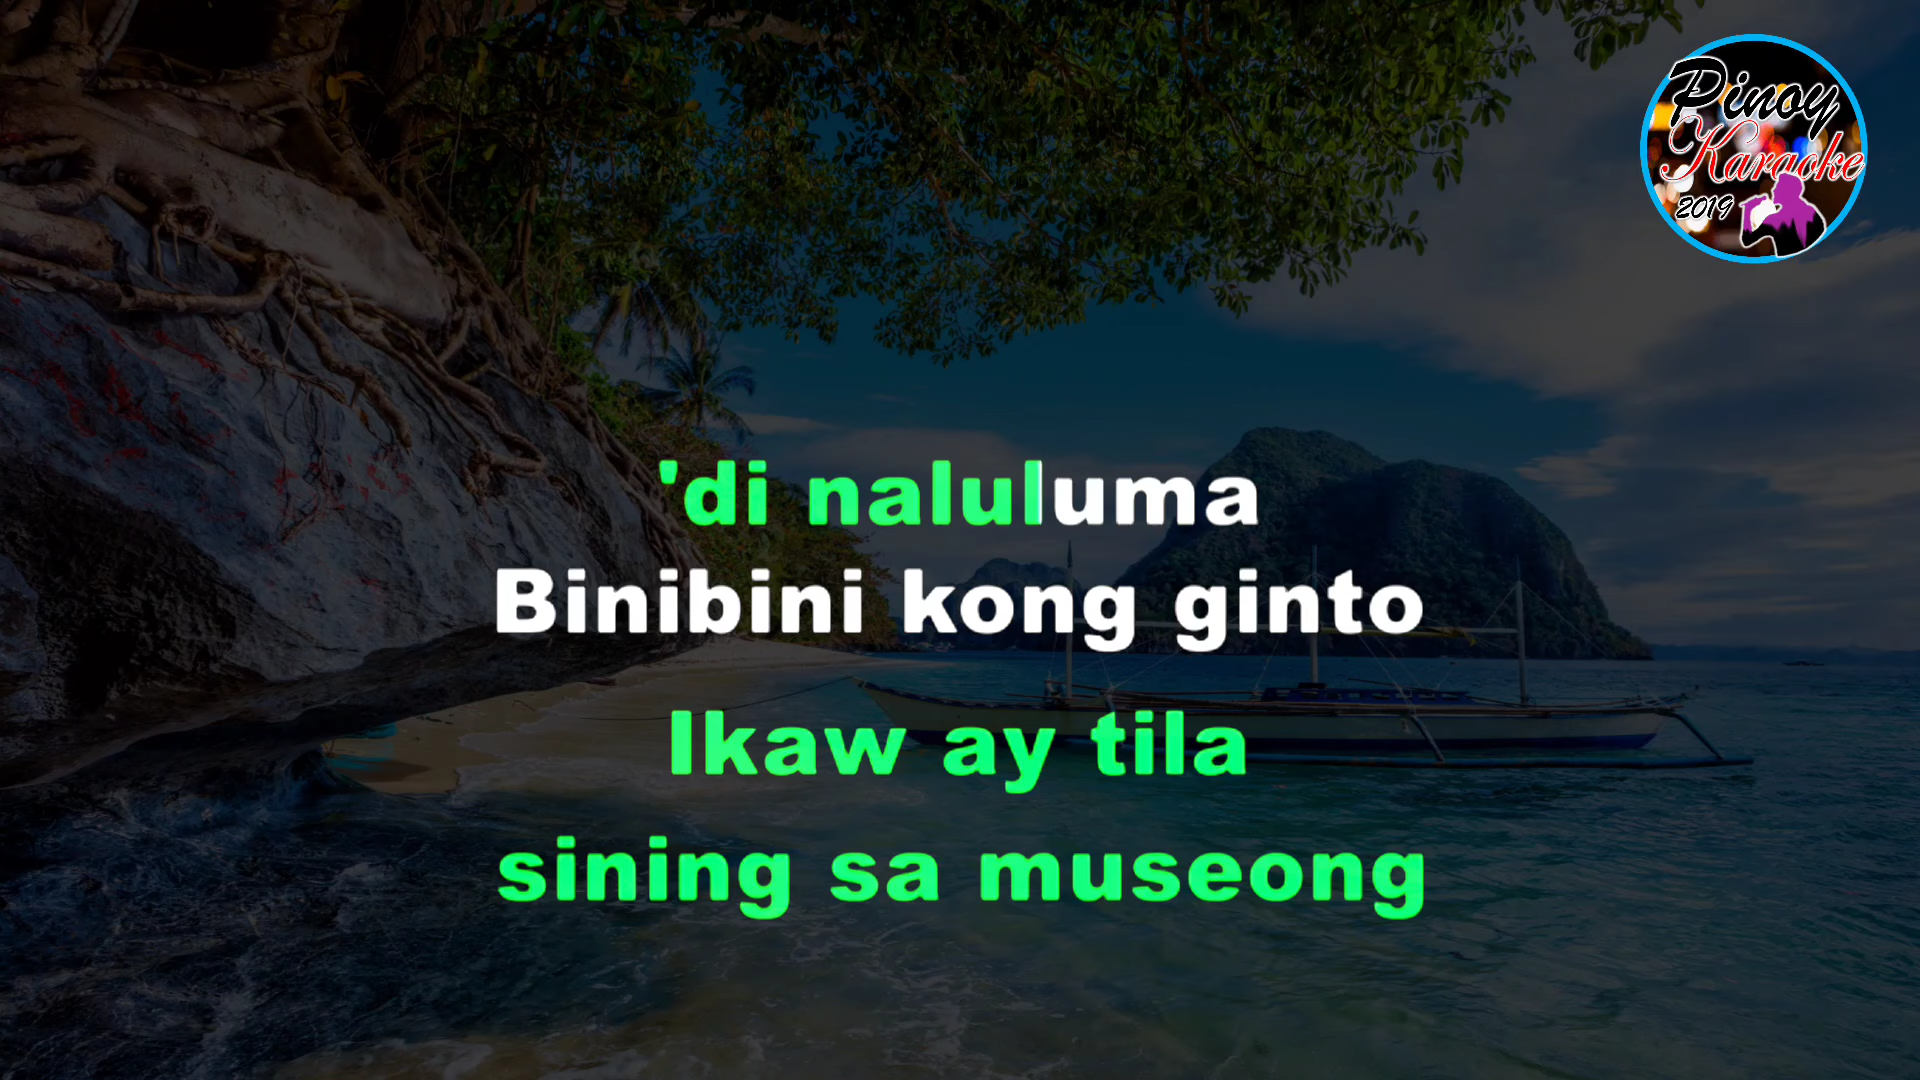 Pinoy
Karaoke
2019
'di naluluma
Binibini kong ginto
Ikaw ay tila
sining sa museong